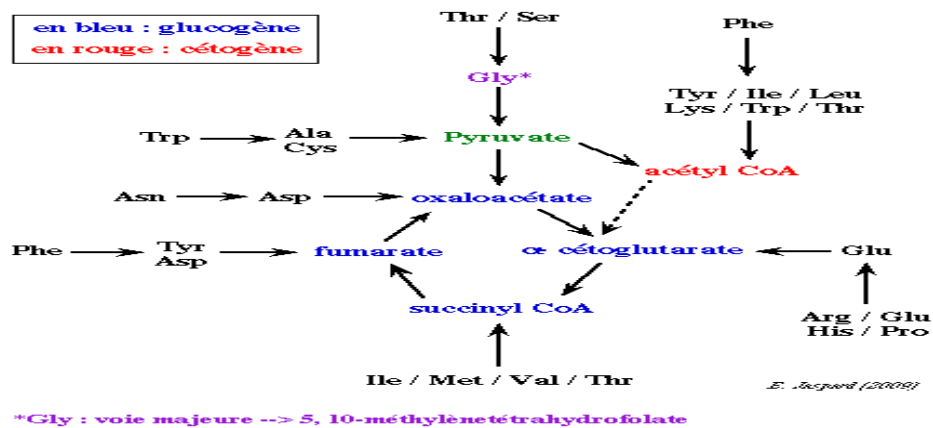 en bleu : glucogène
en rouge : cétogène
Thr / Ser
Phe
Gly*
Tyr / Ile / Leu
Lys / Trp / Thr
Trp
Ala
Cys
Pyruvate
acétyl CoA
Asn
Asp
oxaloacétate
Phe
Tyr
Asp
fumarate
α- cétoglutarate
Glu
succinyl CoA
Arg / Glu
His / Pro
Ile / Met / Val / Thr
E. Jaspard (2009)
*Gly : voie majeure --> 5, 10-méthylènetétrahydrofolate